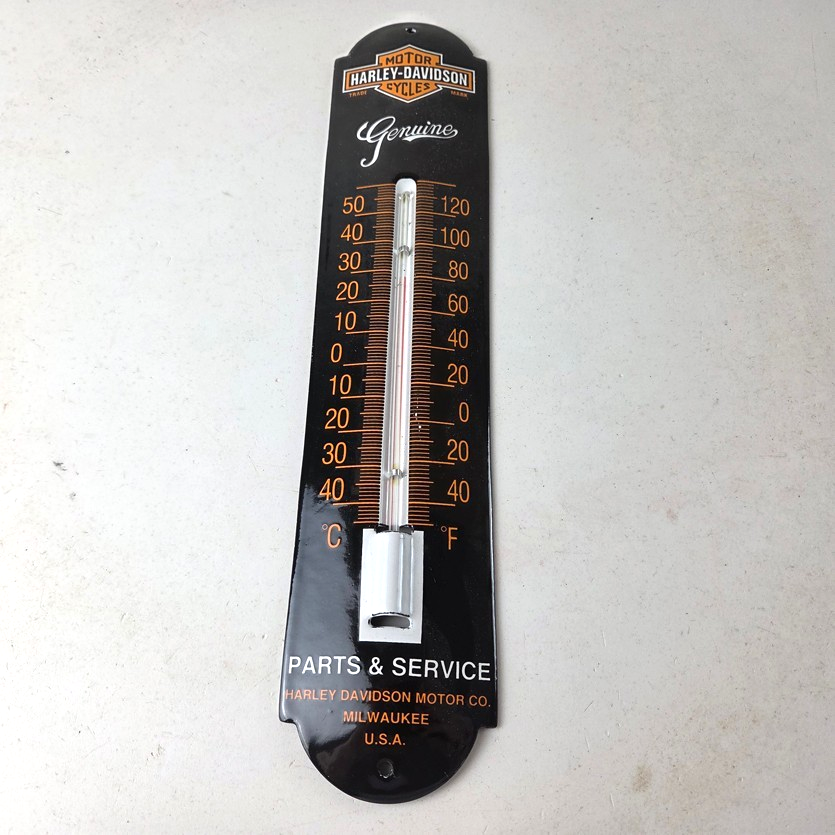 MOTOR
HARLEY-DAVIDSON
TRADE CYCLES MARK
Genuine
50 120
40 100
30 80
20 60
10 40
0 20
10 0
20 20
30 40
40
°C °F
PARTS & SERVICE
HARLEY DAVIDSON MOTOR CO.
MILWAUKEE
U.S.A.